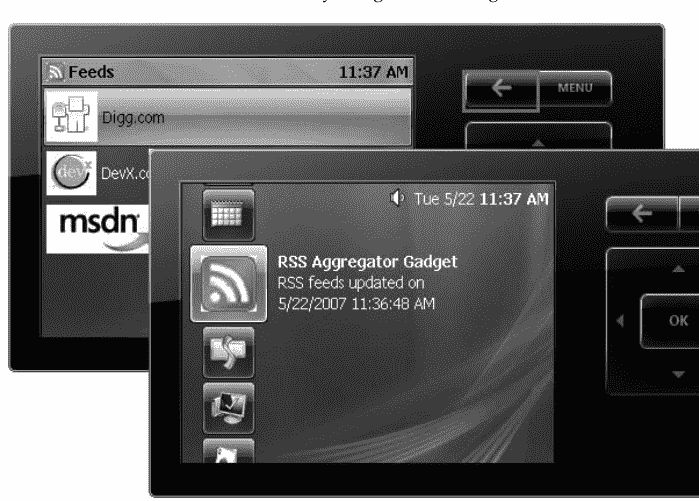 Feeds
11:37 AM
MENU
Digg.com
dev
DevX.co
msdn
Tue 5/22 11:37 AM
RSS Aggregator Gadget
RSS feeds updated on
5/22/2007 11:36:48 AM
OK